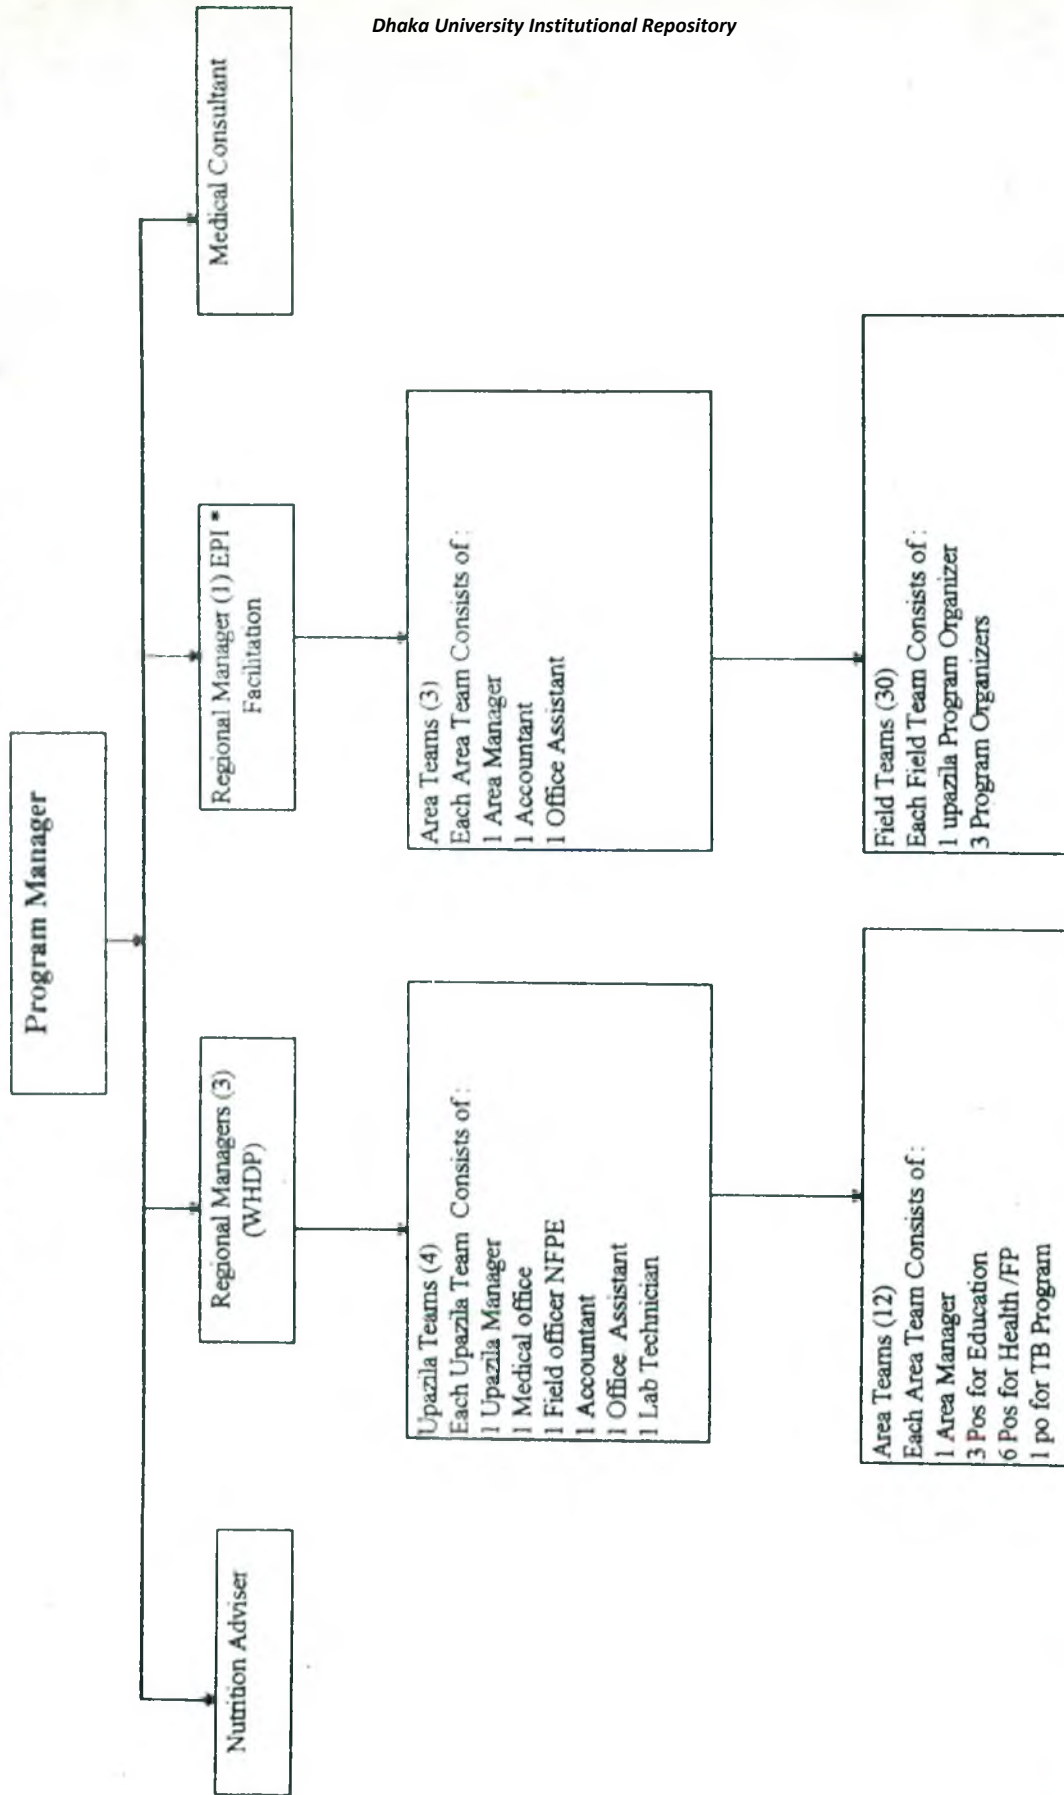 Dhaka University Institutional Repository
Program Manager
Nutrition Adviser
Regional Managers (3)
(WHDP)
Regional Manager (1) EPI *
Facilitation
Medical Consultant
Upazila Teams (4)
Each Upazila Team Consists of :
1 Upazila Manager
1 Medical office
1 Field officer NFPE
1 Accountant
1 Office Assistant
1 Lab Technician
Area Teams (3)
Each Area Team Consists of :
1 Area Manager
1 Accountant
1 Office Assistant
Area Teams (12)
Each Area Team Consists of :
1 Area Manager
3 Pos for Education
6 Pos for Health /FP
1 po for TB Program
Field Teams (30)
Each Field Team Consists of :
1 upazila Program Organizer
3 Program Organizers